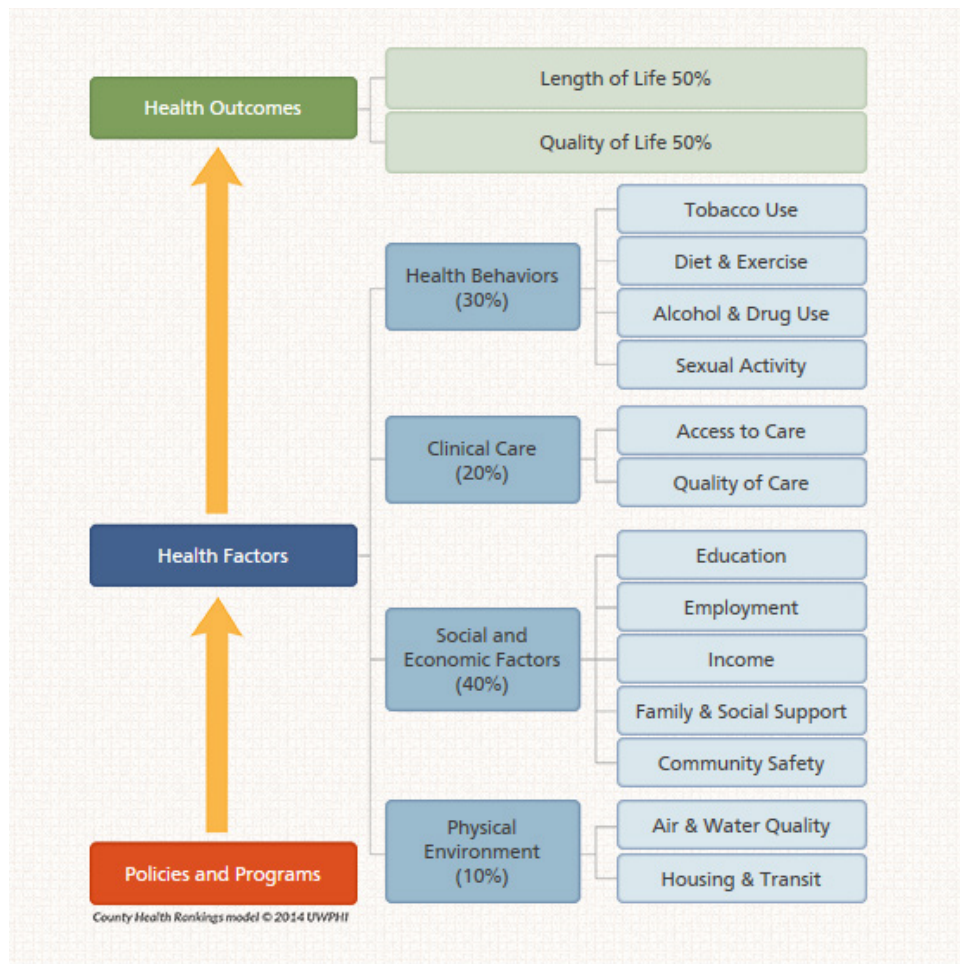 Health Outcomes
Length of Life 50%
Quality of Life 50%
Health Factors
Health Behaviors
(30%)
Tobacco Use
Diet & Exercise
Alcohol & Drug Use
Sexual Activity
Clinical Care
(20%)
Access to Care
Quality of Care
Social and
Economic Factors
(40%)
Education
Employment
Income
Family & Social Support
Community Safety
Physical
Environment
(10%)
Air & Water Quality
Housing & Transit
Policies and Programs
County Health Rankings model © 2014 UWPHI